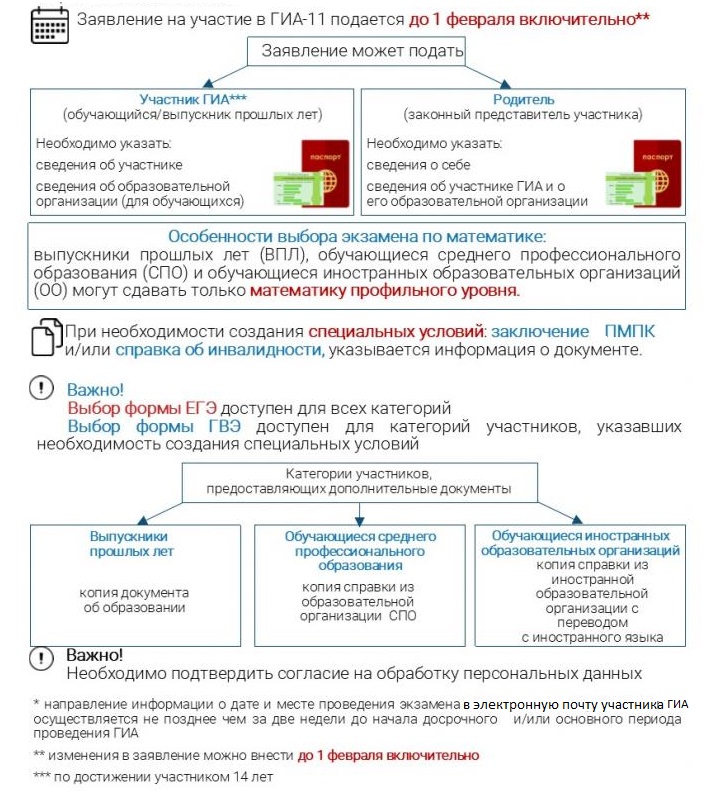 Заявление на участие в ГИА-11 подается до 1 февраля включительно**
Заявление может подать
Участник ГИА***
(обучающийся/выпускник прошлых лет)
Необходимо указать:
сведения об участнике
сведения об образовательной
организации (для обучающихся)
паспорт
Родитель
(законный представитель участника)
Необходимо указать:
сведения о себе
сведения об участнике ГИА и о
его образовательной организации
паспорт
Особенности выбора экзамена по математике:
выпускники прошлых лет (ВПЛ), обучающиеся среднего профессионального
образования (СПО) и обучающиеся иностранных образовательных организаций
(ОО) могут сдавать только математику профильного уровня.
При необходимости создания специальных условий: заключение ПМПК
и/или справка об инвалидности, указывается информация о документе.
Важно!
Выбор формы ЕГЭ доступен для всех категорий
Выбор формы ГВЭ доступен для категорий участников, указавших
необходимость создания специальных условий
Категории участников,
предоставляющих дополнительные документы
Выпускники
прошлых лет
копия документа
об образовании
Обучающиеся среднего
профессионального
образования
копия справки из
образовательной
организации СПО
Обучающиеся иностранных
образовательных организаций
копия справки из
иностранной
образовательной
организации с
переводом
с иностранного языка
Важно!
Необходимо подтвердить согласие на обработку персональных данных
* направление информации о дате и месте проведения экзамена в электронную почту участника ГИА
осуществляется не позднее чем за две недели до начала досрочного и/или основного периода
проведения ГИА
** изменения в заявление можно внести до 1 февраля включительно
*** по достижении участником 14 лет